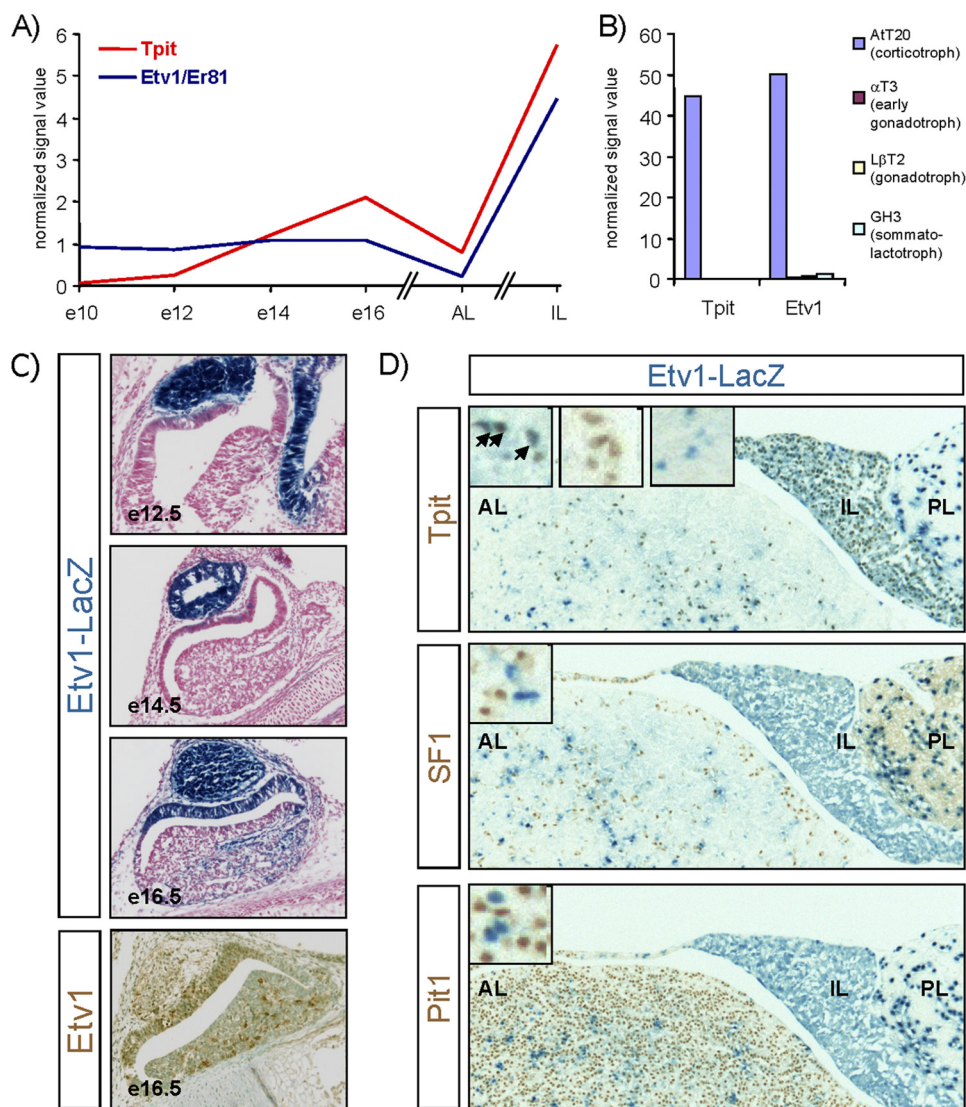 A)
Tpit
Etv1/Er81
normalized signal value
6
5
4
3
2
1
0
e10
e12
e14
e16
AL
IL
B)
normalized signal value
60
50
40
30
20
10
0
Tpit
Etv1
AtT20
(corticotroph)
αT3
(early
gonadotroph)
LβT2
(gonadotroph)
GH3
(sommato-
lactotroph)
C)
Etv1-LacZ
e12.5
e14.5
e16.5
Etv1
e16.5
D)
Etv1-LacZ
Tpit
AL
IL
PL
SF1
AL
IL
PL
Pit1
AL
IL
PL